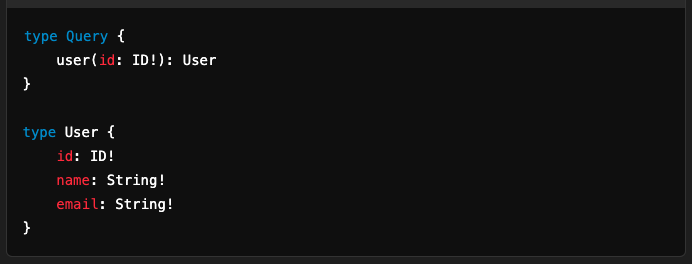 type Query {
    user(id: ID!): User
}

type User {
    id: ID!
    name: String!
    email: String!
}